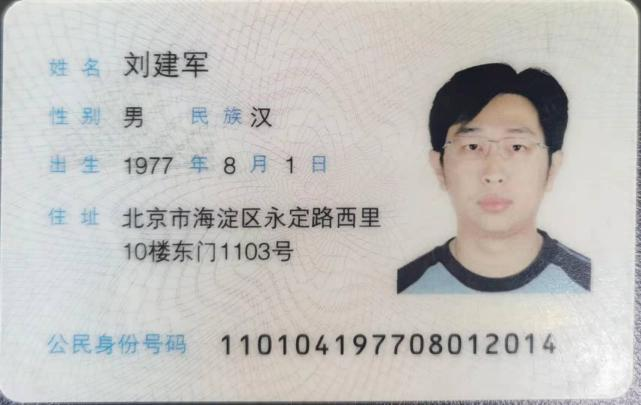 姓名 刘建军
性别 男 民族 汉
出生 1977 年 8 月 1 日
住址 北京市海淀区永定路西里
10楼东门1103号
公民身份号码 110104197708012014